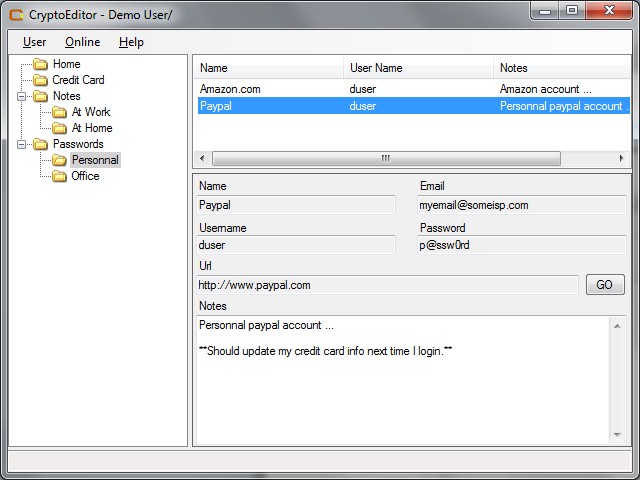 CryptoEditor - Demo User/
User Online Help
Home
Credit Card
Notes
At Work
At Home
Passwords
Personnal
Office
Name User Name Notes
Amazon.com duser Amazon account ...
Paypal duser Personnal paypal account .
Name Email
Paypal myemail@someisp.com
Username Password
duser p@ssw0rd
Url
http://www.paypal.com GO
Notes
Personnal paypal account ...
**Should update my credit card info next time I login.**